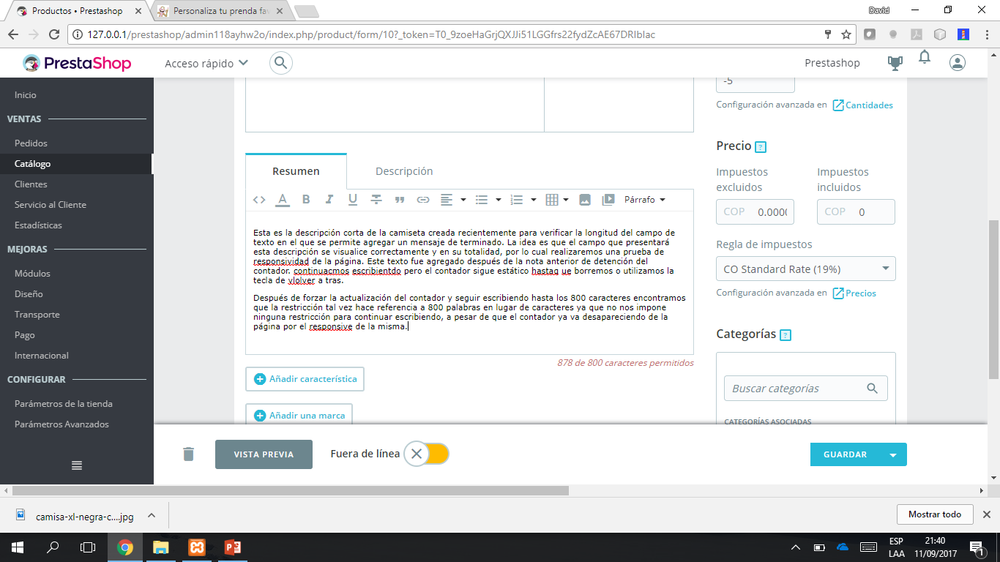 Productos • Prestashop
Personaliza tu prenda fav
David
127.0.0.1/prestashop/admin118ayhw2o/index.php/product/form/10?_token=T0_9zoeHaGrjQXJJi51LGGfrs22fydZcAE67DRIbIac
PrestaShop
Acceso rápido
Prestashop
Inicio
VENTAS
Pedidos
Catálogo
Clientes
Servicio al Cliente
Estadísticas
MEJORAS
Módulos
Diseño
Transporte
Pago
Internacional
CONFIGURAR
Parámetros de la tienda
Parámetros Avanzados
Resumen
Descripción
Párrafo
Esta es la descripción corta de la camiseta creada recientemente para verificar la longitud del campo de
texto en el que se permite agregar un mensaje de terminado. La idea es que el campo que presentará
esta descripción se visualice correctamente y en su totalidad, por lo cual realizaremos una prueba de
responsividad de la página. Este texto fue agregado después de la nota anterior de detención del
contador. continuacmos escribientdo pero el contador sigue estático hastaq ue borremos o utilizamos la
tecla de vlolver a tras.
Después de forzar la actualización del contador y seguir escribiendo hasta los 800 caracteres encontramos
que la restricción tal vez hace referencia a 800 palabras en lugar de caracteres ya que no nos impone
ninguna restricción para continuar escribiendo, a pesar de que el contador ya va desapareciendo de la
página por el responsive de la misma.
878 de 800 caracteres permitidos
Añadir característica
Añadir una marca
-5
Configuración avanzada en Cantidades
Precio ?
Impuestos excluidos
Impuestos incluidos
COP 0.000
COP 0
Regla de impuestos
CO Standard Rate (19%)
Configuración avanzada en Precios
Categorías ?
Buscar categorías
CATEGORÍAS ASOCIADAS
VISTA PREVIA
Fuera de línea
GUARDAR
camisa-xl-negra-c....jpg
Mostrar todo
ESP
LAA
21:40
11/09/2017
1